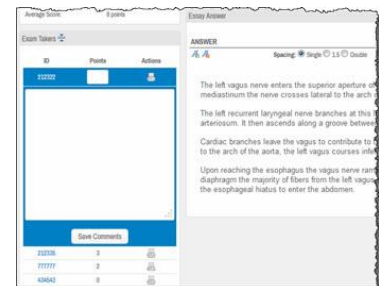 Average Score: 0 points
Exam Takers
ID Points Actions
212322
Save Comments
212335 3
777777 2
434543 0
Essay Answer
ANSWER
Spacing: Single 1.5 Double
The left vagus nerve enters the superior aperture of
mediastinum the nerve crosses lateral to the arch
The left recurrent laryngeal nerve branches at this
arteriosum. It then ascends along a groove betwee
Cardiac branches leave the vagus to contribute to
to the arch of the aorta, the left vagus courses infe
Upon reaching the esophagus the vagus nerve ram
diaphragm the majority of fibers from the left vagus
the esophageal hiatus to enter the abdomen.